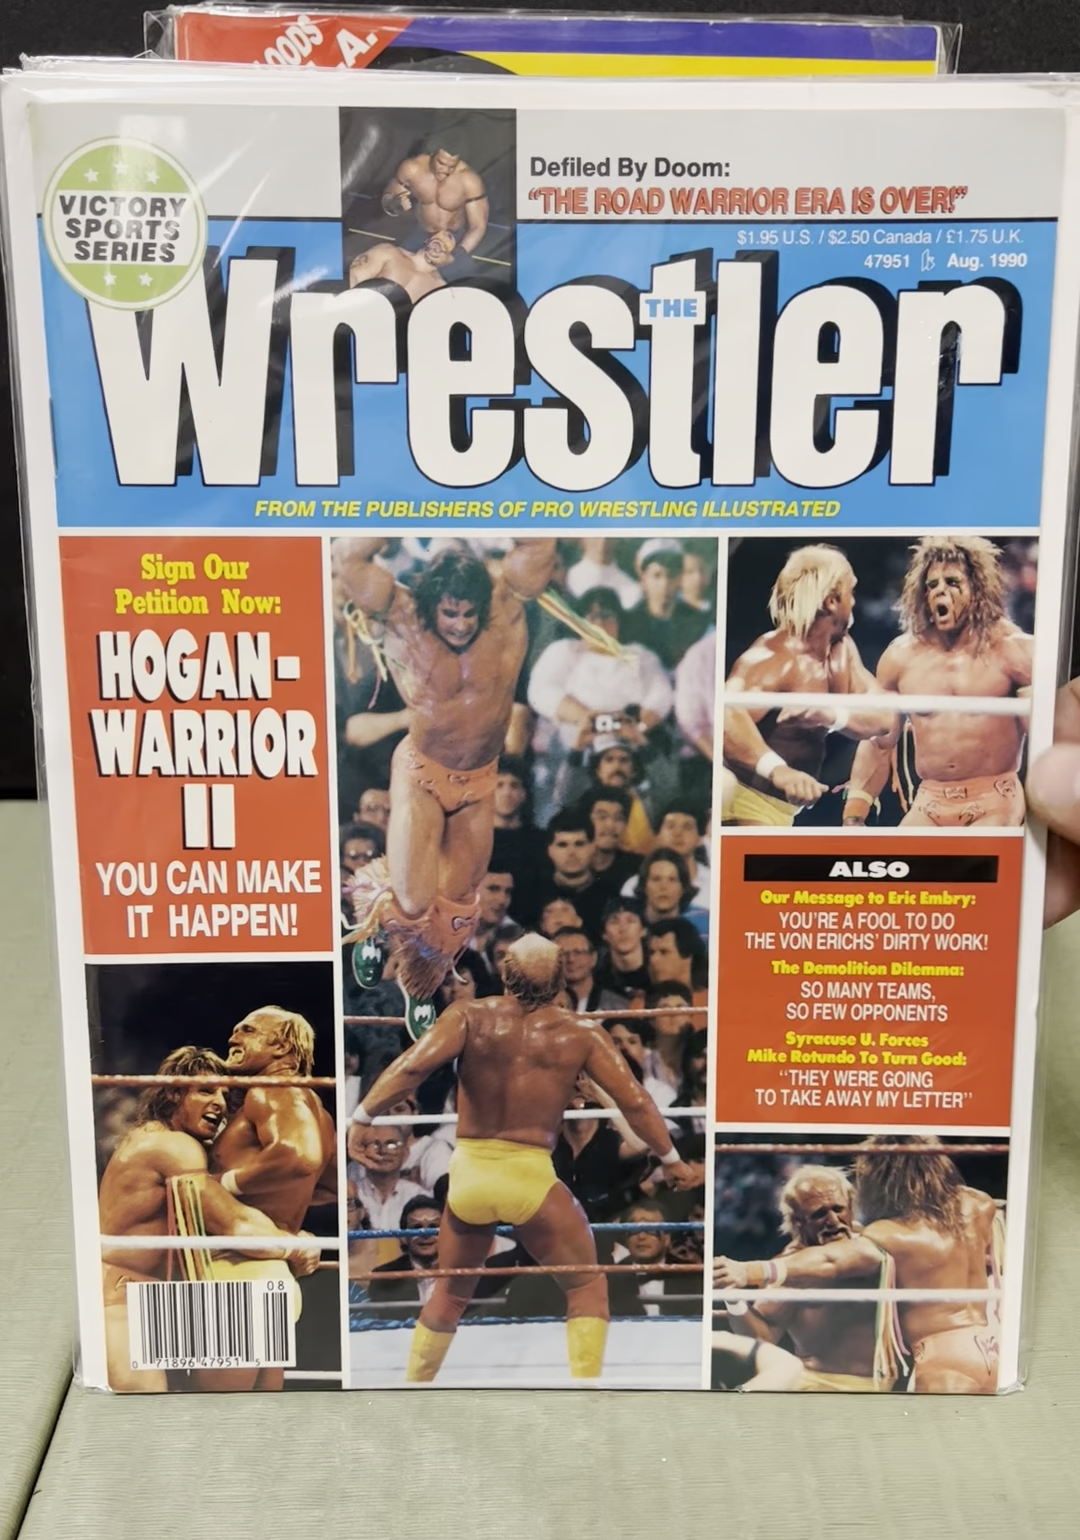 OODS
A.
VICTORY
SPORTS
SERIES
Defiled By Doom:
“THE ROAD WARRIOR ERA IS OVER!”
$1.95 U.S. / $2.50 Canada / £1.75 U.K.
47951 Aug. 1990
THE
Wrestler
FROM THE PUBLISHERS OF PRO WRESTLING ILLUSTRATED
Sign Our
Petition Now:
HOGAN-
WARRIOR
II
YOU CAN MAKE
IT HAPPEN!
ALSO
Our Message to Eric Embry:
YOU'RE A FOOL TO DO
THE VON ERICHS' DIRTY WORK!
The Demolition Dilemma:
SO MANY TEAMS,
SO FEW OPPONENTS
Syracuse U. Forces
Mike Rotundo To Turn Good:
“THEY WERE GOING
TO TAKE AWAY MY LETTER”
08
0 71896 47951 5